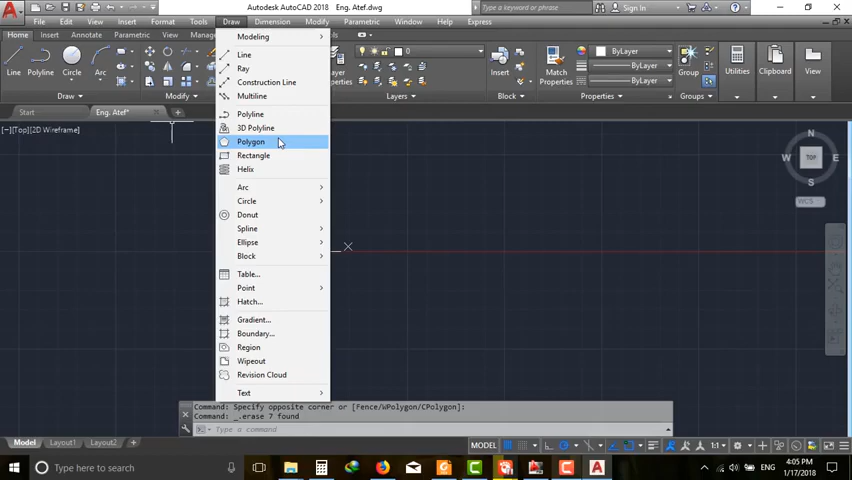 Autodesk AutoCAD 2018   Eng. Atef.dwg
Type a keyword or phrase
Sign In
File Edit View Insert Format Tools Draw Dimension Modify Parametric Window Help Express
Home Insert Annotate
Line Polyline Circle Arc
Draw
Layer
Properties
0
Layers
Insert
Match
Properties
ByLayer
ByLayer
ByLayer
Properties
Group
Groups
Utilities
Clipboard
View
Start
Eng. Atef*
[−][Top][2D Wireframe]
Modeling
Line
Ray
Construction Line
Multiline
Polyline
3D Polyline
Polygon
Rectangle
Helix
Arc
Circle
Donut
Spline
Ellipse
Block
Table...
Point
Hatch...
Gradient...
Boundary...
Region
Wipeout
Revision Cloud
Text
N
W TOP E
S
WCS
Command: Specify opposite corner or [Fence/WPolygon/CPolygon]:
Command: _.erase 7 found
Type a command
Model Layout1 Layout2
MODEL
1:1
Type here to search
ENG
4:05 PM
1/17/2018